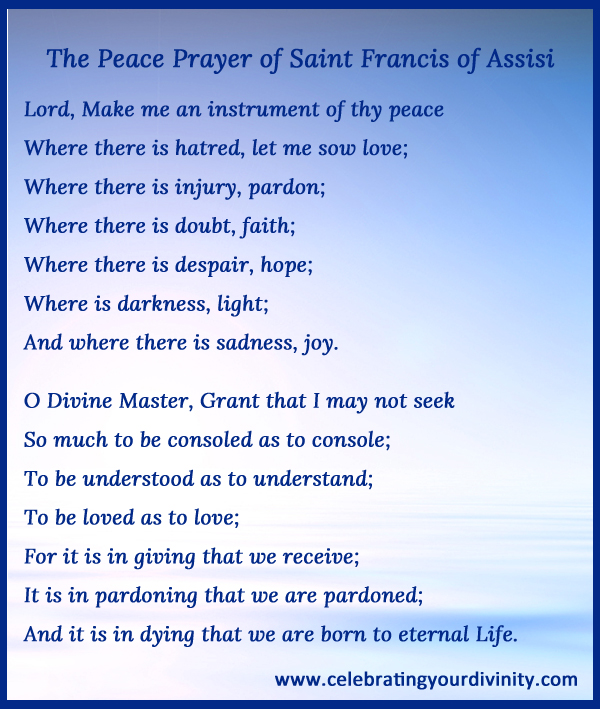 The Peace Prayer of Saint Francis of Assisi
Lord, Make me an instrument of thy peace
Where there is hatred, let me sow love;
Where there is injury, pardon;
Where there is doubt, faith;
Where there is despair, hope;
Where is darkness, light;
And where there is sadness, joy.
O Divine Master, Grant that I may not seek
So much to be consoled as to console;
To be understood as to understand;
To be loved as to love;
For it is in giving that we receive;
It is in pardoning that we are pardoned;
And it is in dying that we are born to eternal Life.
www.celebratingyourdivinity.com